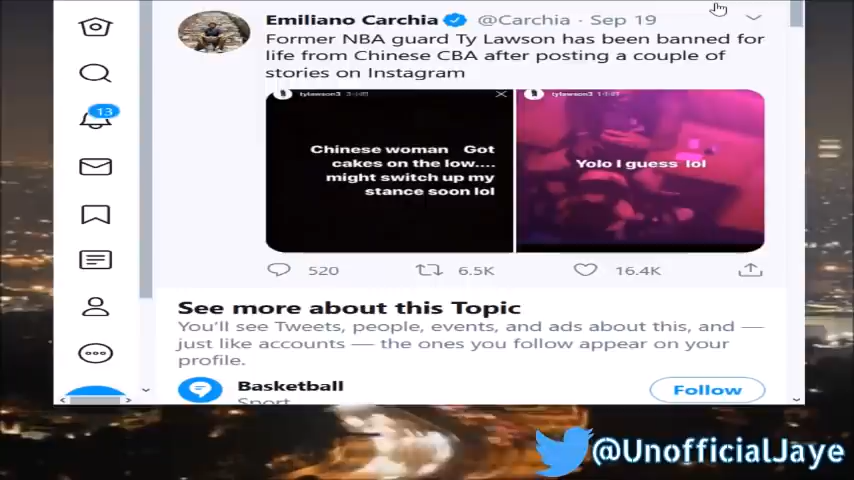 Emiliano Carchia @Carchia · Sep 19
Former NBA guard Ty Lawson has been banned for
life from Chinese CBA after posting a couple of
stories on Instagram
tylawson3
Chinese woman Got
cakes on the low....
might switch up my
stance soon lol
tylawson3
Yolo I guess lol
13
520 6.5K 16.4K
See more about this Topic
You'll see Tweets, people, events, and ads about this, and —
just like accounts — the ones you follow appear on your
profile.
Basketball
Follow
Sport
@UnofficialJaye